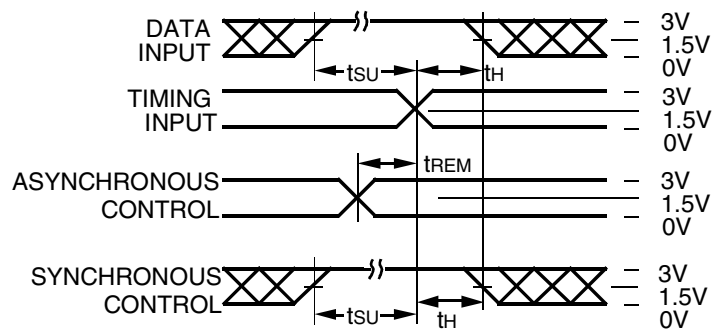 DATA
INPUT
3V
1.5V
0V
tSU
tH
TIMING
INPUT
3V
1.5V
0V
tREM
ASYNCHRONOUS
CONTROL
3V
1.5V
0V
SYNCHRONOUS
CONTROL
3V
1.5V
0V
tSU
tH